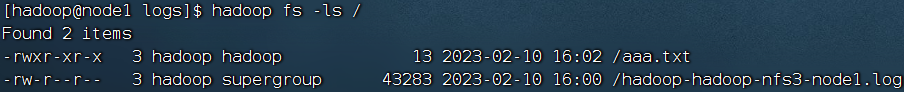 [hadoop@node1 logs]$ hadoop fs -ls /
Found 2 items
-rwxr-xr-x   3 hadoop hadoop             13 2023-02-10 16:02 /aaa.txt
-rw-r--r--   3 hadoop supergroup      43283 2023-02-10 16:00 /hadoop-hadoop-nfs3-node1.log